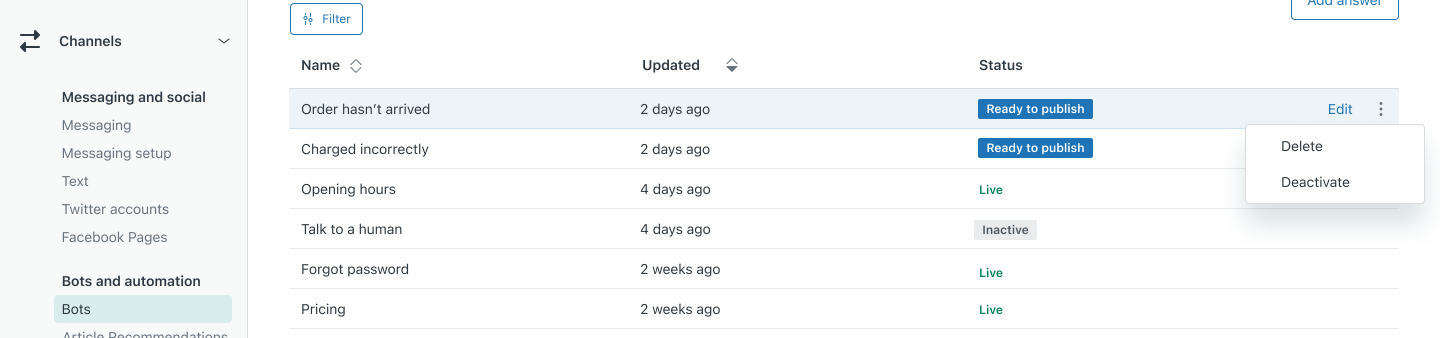 Add answer
Filter
Channels
Name Updated Status
Messaging and social
Messaging
Messaging setup
Text
Twitter accounts
Facebook Pages
Bots and automation
Bots
Article Recommendations
Order hasn’t arrived 2 days ago Ready to publish Edit
Delete
Deactivate
Charged incorrectly 2 days ago Ready to publish
Opening hours 4 days ago Live
Talk to a human 4 days ago Inactive
Forgot password 2 weeks ago Live
Pricing 2 weeks ago Live